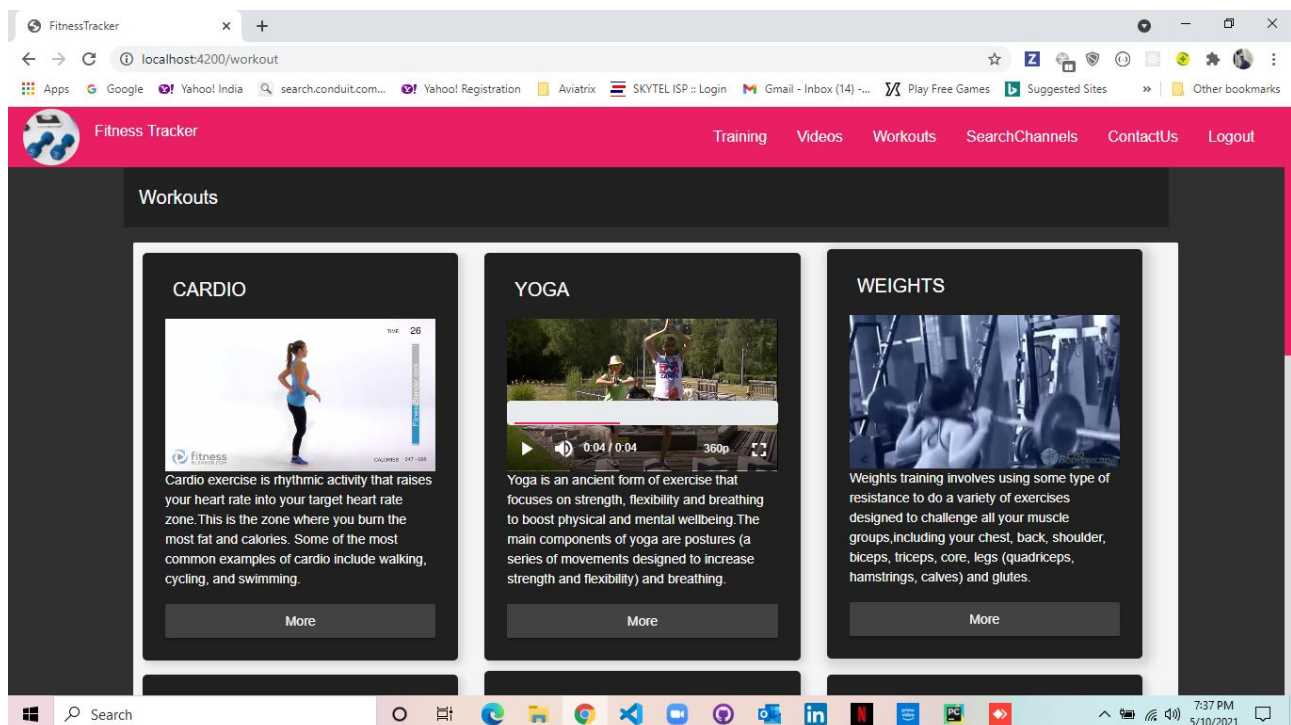 FitnessTracker
localhost:4200/workout
Apps Google Yahoo! India search.conduit.com... Yahoo! Registration Aviatrix SKYTEL ISP :: Login Gmail - Inbox (14) -... Play Free Games Suggested Sites » Other bookmarks
Fitness Tracker
Training Videos Workouts SearchChannels ContactUs Logout
Workouts
CARDIO
TIME 26
fitness
BLENDER.COM
CALORIES
Cardio exercise is rhythmic activity that raises
your heart rate into your target heart rate
zone.This is the zone where you burn the
most fat and calories. Some of the most
common examples of cardio include walking,
cycling, and swimming.
More
YOGA
0:04 / 0:04 360p
Yoga is an ancient form of exercise that
focuses on strength, flexibility and breathing
to boost physical and mental wellbeing.The
main components of yoga are postures (a
series of movements designed to increase
strength and flexibility) and breathing.
More
WEIGHTS
Weights training involves using some type of
resistance to do a variety of exercises
designed to challenge all your muscle
groups,including your chest, back, shoulder,
biceps, triceps, core, legs (quadriceps,
hamstrings, calves) and glutes.
More
Search
7:37 PM
5/10/2021